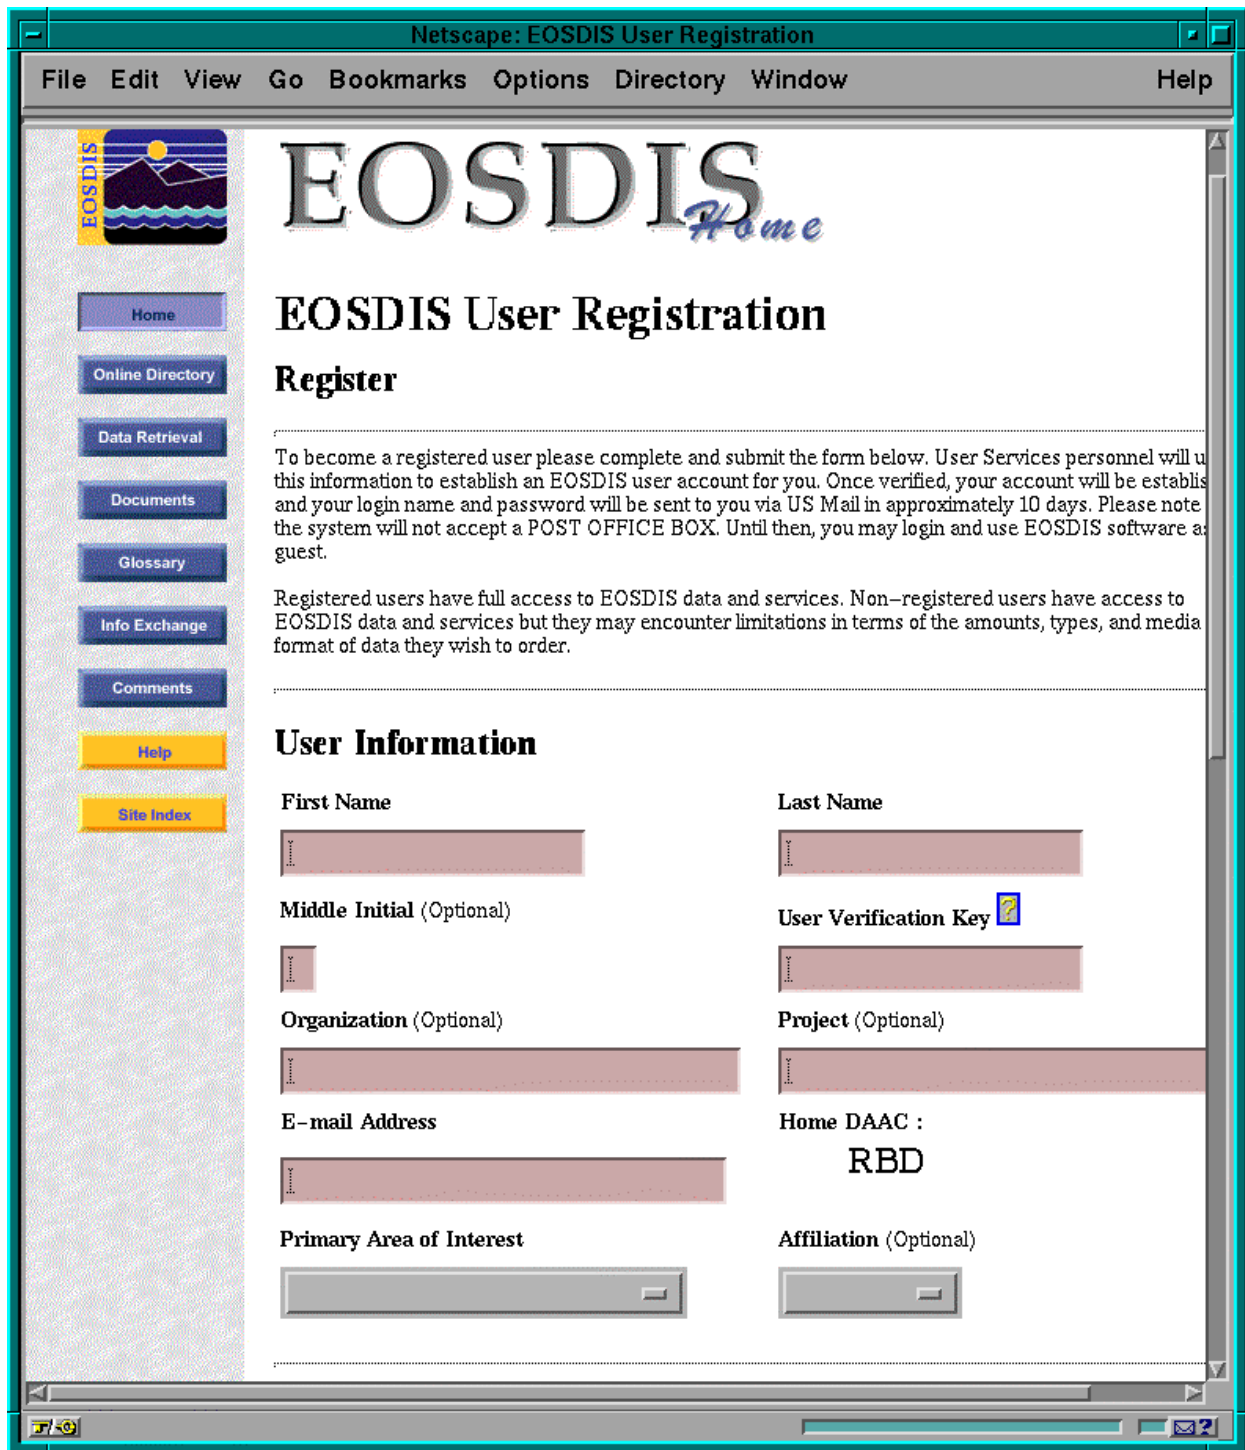 Netscape: EOSDIS User Registration
File Edit View Go Bookmarks Options Directory Window Help
EOSDIS
EOSDIS
Home
Home
Online Directory
Data Retrieval
Documents
Glossary
Info Exchange
Comments
Help
Site Index
EOSDIS User Registration
Register
To become a registered user please complete and submit the form below. User Services personnel will u
this information to establish an EOSDIS user account for you. Once verified, your account will be establis
and your login name and password will be sent to you via US Mail in approximately 10 days. Please note
the system will not accept a POST OFFICE BOX. Until then, you may login and use EOSDIS software as
guest.
Registered users have full access to EOSDIS data and services. Non-registered users have access to
EOSDIS data and services but they may encounter limitations in terms of the amounts, types, and media
format of data they wish to order.
User Information
First Name Last Name
Middle Initial (Optional) User Verification Key ?
Organization (Optional) Project (Optional)
E-mail Address Home DAAC :
RBD
Primary Area of Interest Affiliation (Optional)